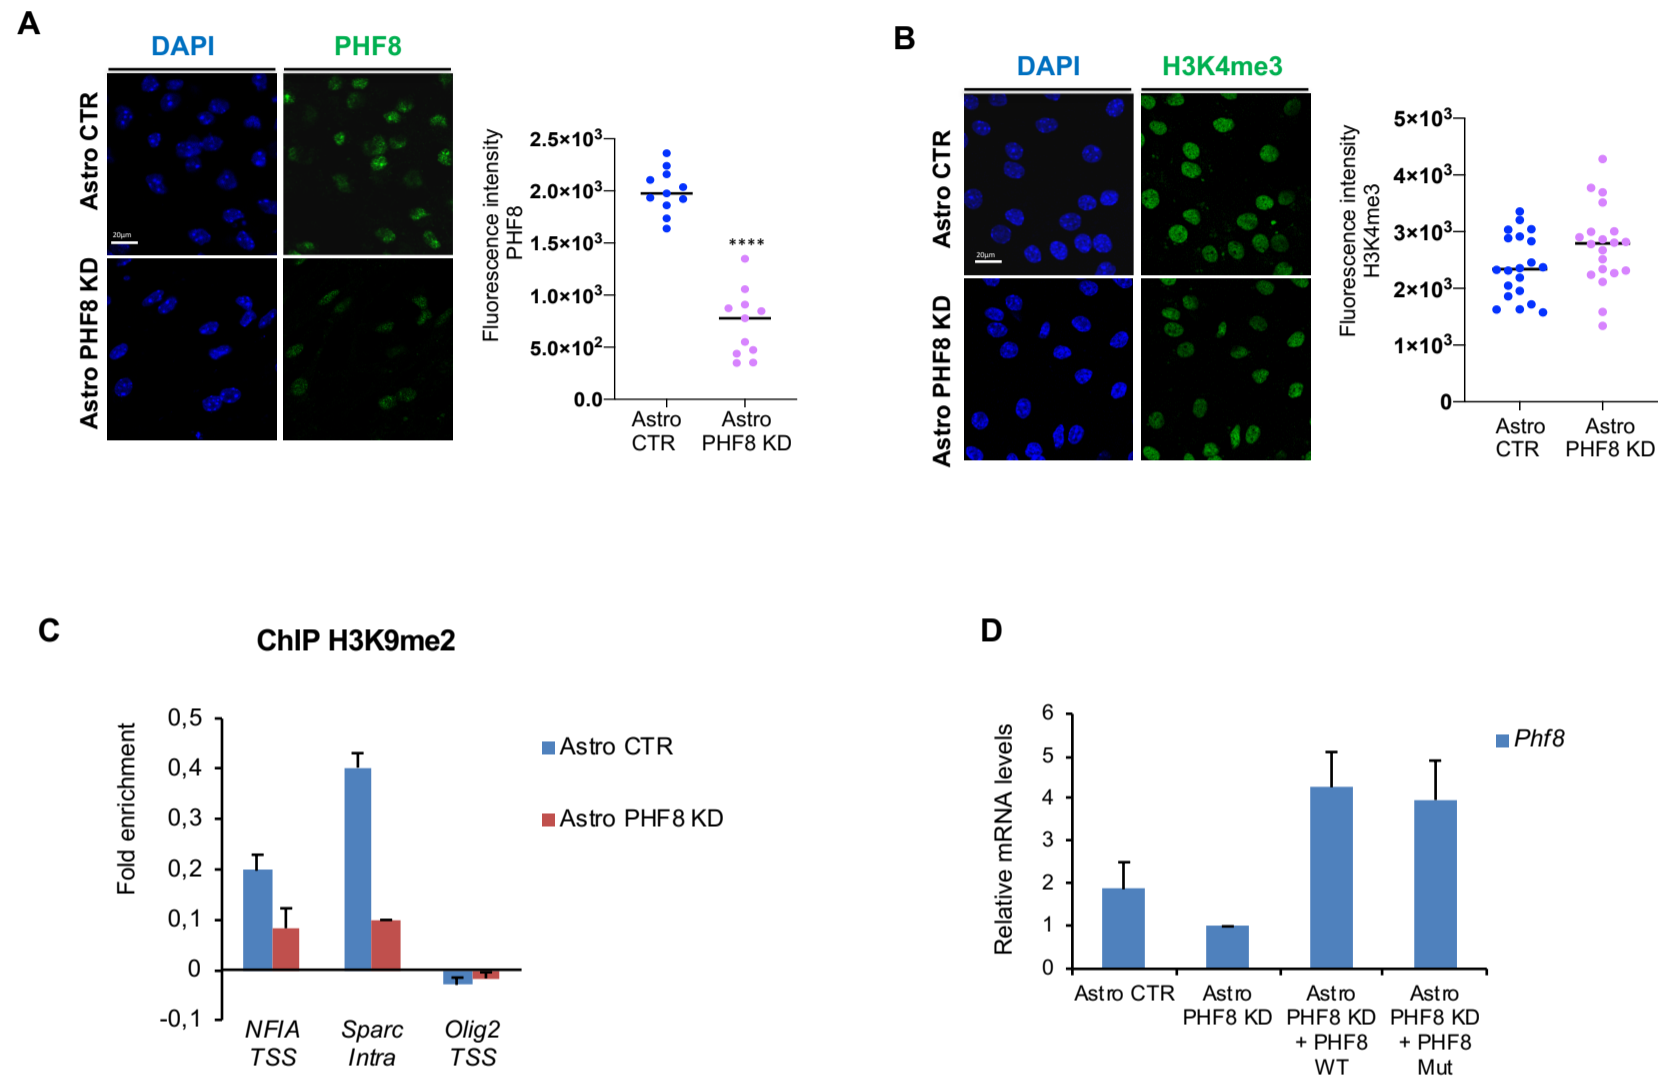 A
DAPI
PHF8
Astro CTR
20μm
Astro PHF8 KD
Fluorescence intensity
PHF8
2.5×10³
2.0×10³
1.5×10³
1.0×10³
5.0×10²
0.0
****
Astro
CTR
Astro
PHF8 KD
B
DAPI
H3K4me3
Astro CTR
20μm
Astro PHF8 KD
Fluorescence intensity
H3K4me3
5×10³
4×10³
3×10³
2×10³
1×10³
0
Astro
CTR
Astro
PHF8 KD
C
ChIP H3K9me2
Fold enrichment
0,5
0,4
0,3
0,2
0,1
0
-0,1
NFIA
TSS
Sparc
Intra
Olig2
TSS
Astro CTR
Astro PHF8 KD
D
Relative mRNA levels
6
5
4
3
2
1
0
Astro CTR
Astro
PHF8 KD
Astro
PHF8 KD
+ PHF8
WT
Astro
PHF8 KD
+ PHF8
Mut
Phf8